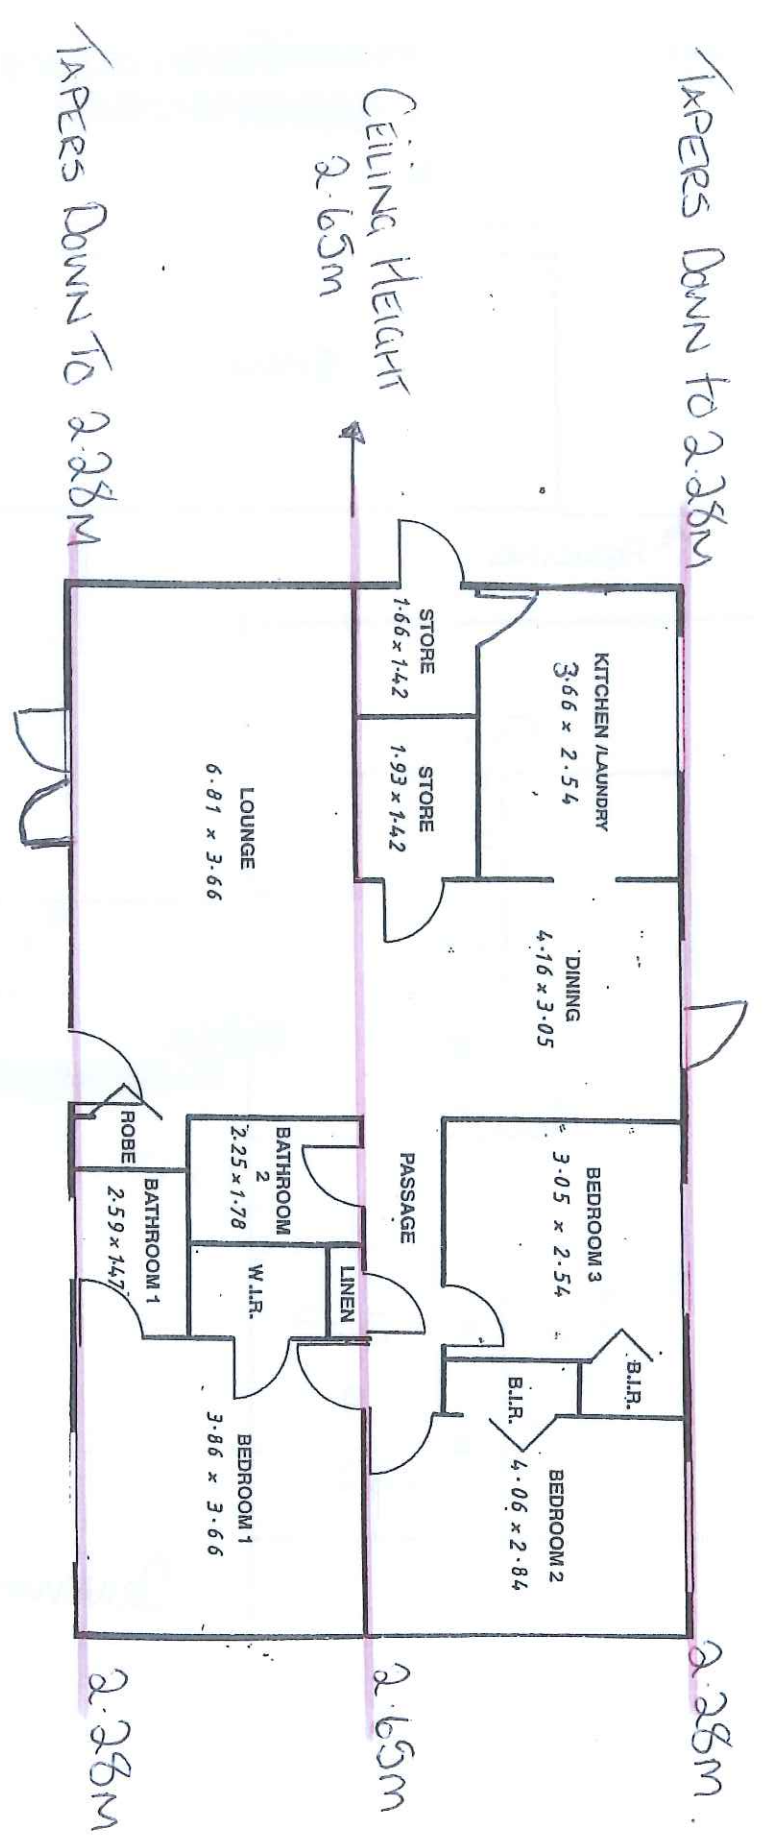 TAPERS DOWN to 2.28M
CEILING HEIGHT
2.65m
TAPERS DOWN TO 2.28M
KITCHEN /LAUNDRY
3.66 x 2.54
STORE
1.66 x 1.42
STORE
1.93 x 1.42
LOUNGE
6.81 x 3.66
DINING
4.16 x 3.05
BEDROOM 3
3.05 x 2.54
PASSAGE
BATHROOM
2
2.25 x 1.78
ROBE
BATHROOM 1
2.59 x 1.47
W.I.R.
LINEN
B.I.R.
B.I.R.
BEDROOM 2
4.06 x 2.84
BEDROOM 1
3.86 x 3.66
2.28m
2.65m
2.28M